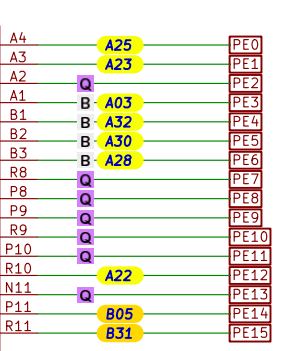 A4 A25 PE0
A3 A23 PE1
A2 Q PE2
A1 B A03 PE3
B1 B A32 PE4
B2 B A30 PE5
B3 B A28 PE6
R8 Q PE7
P8 Q PE8
P9 Q PE9
R9 Q PE10
P10 Q PE11
R10 A22 PE12
N11 Q PE13
P11 B05 PE14
R11 B31 PE15